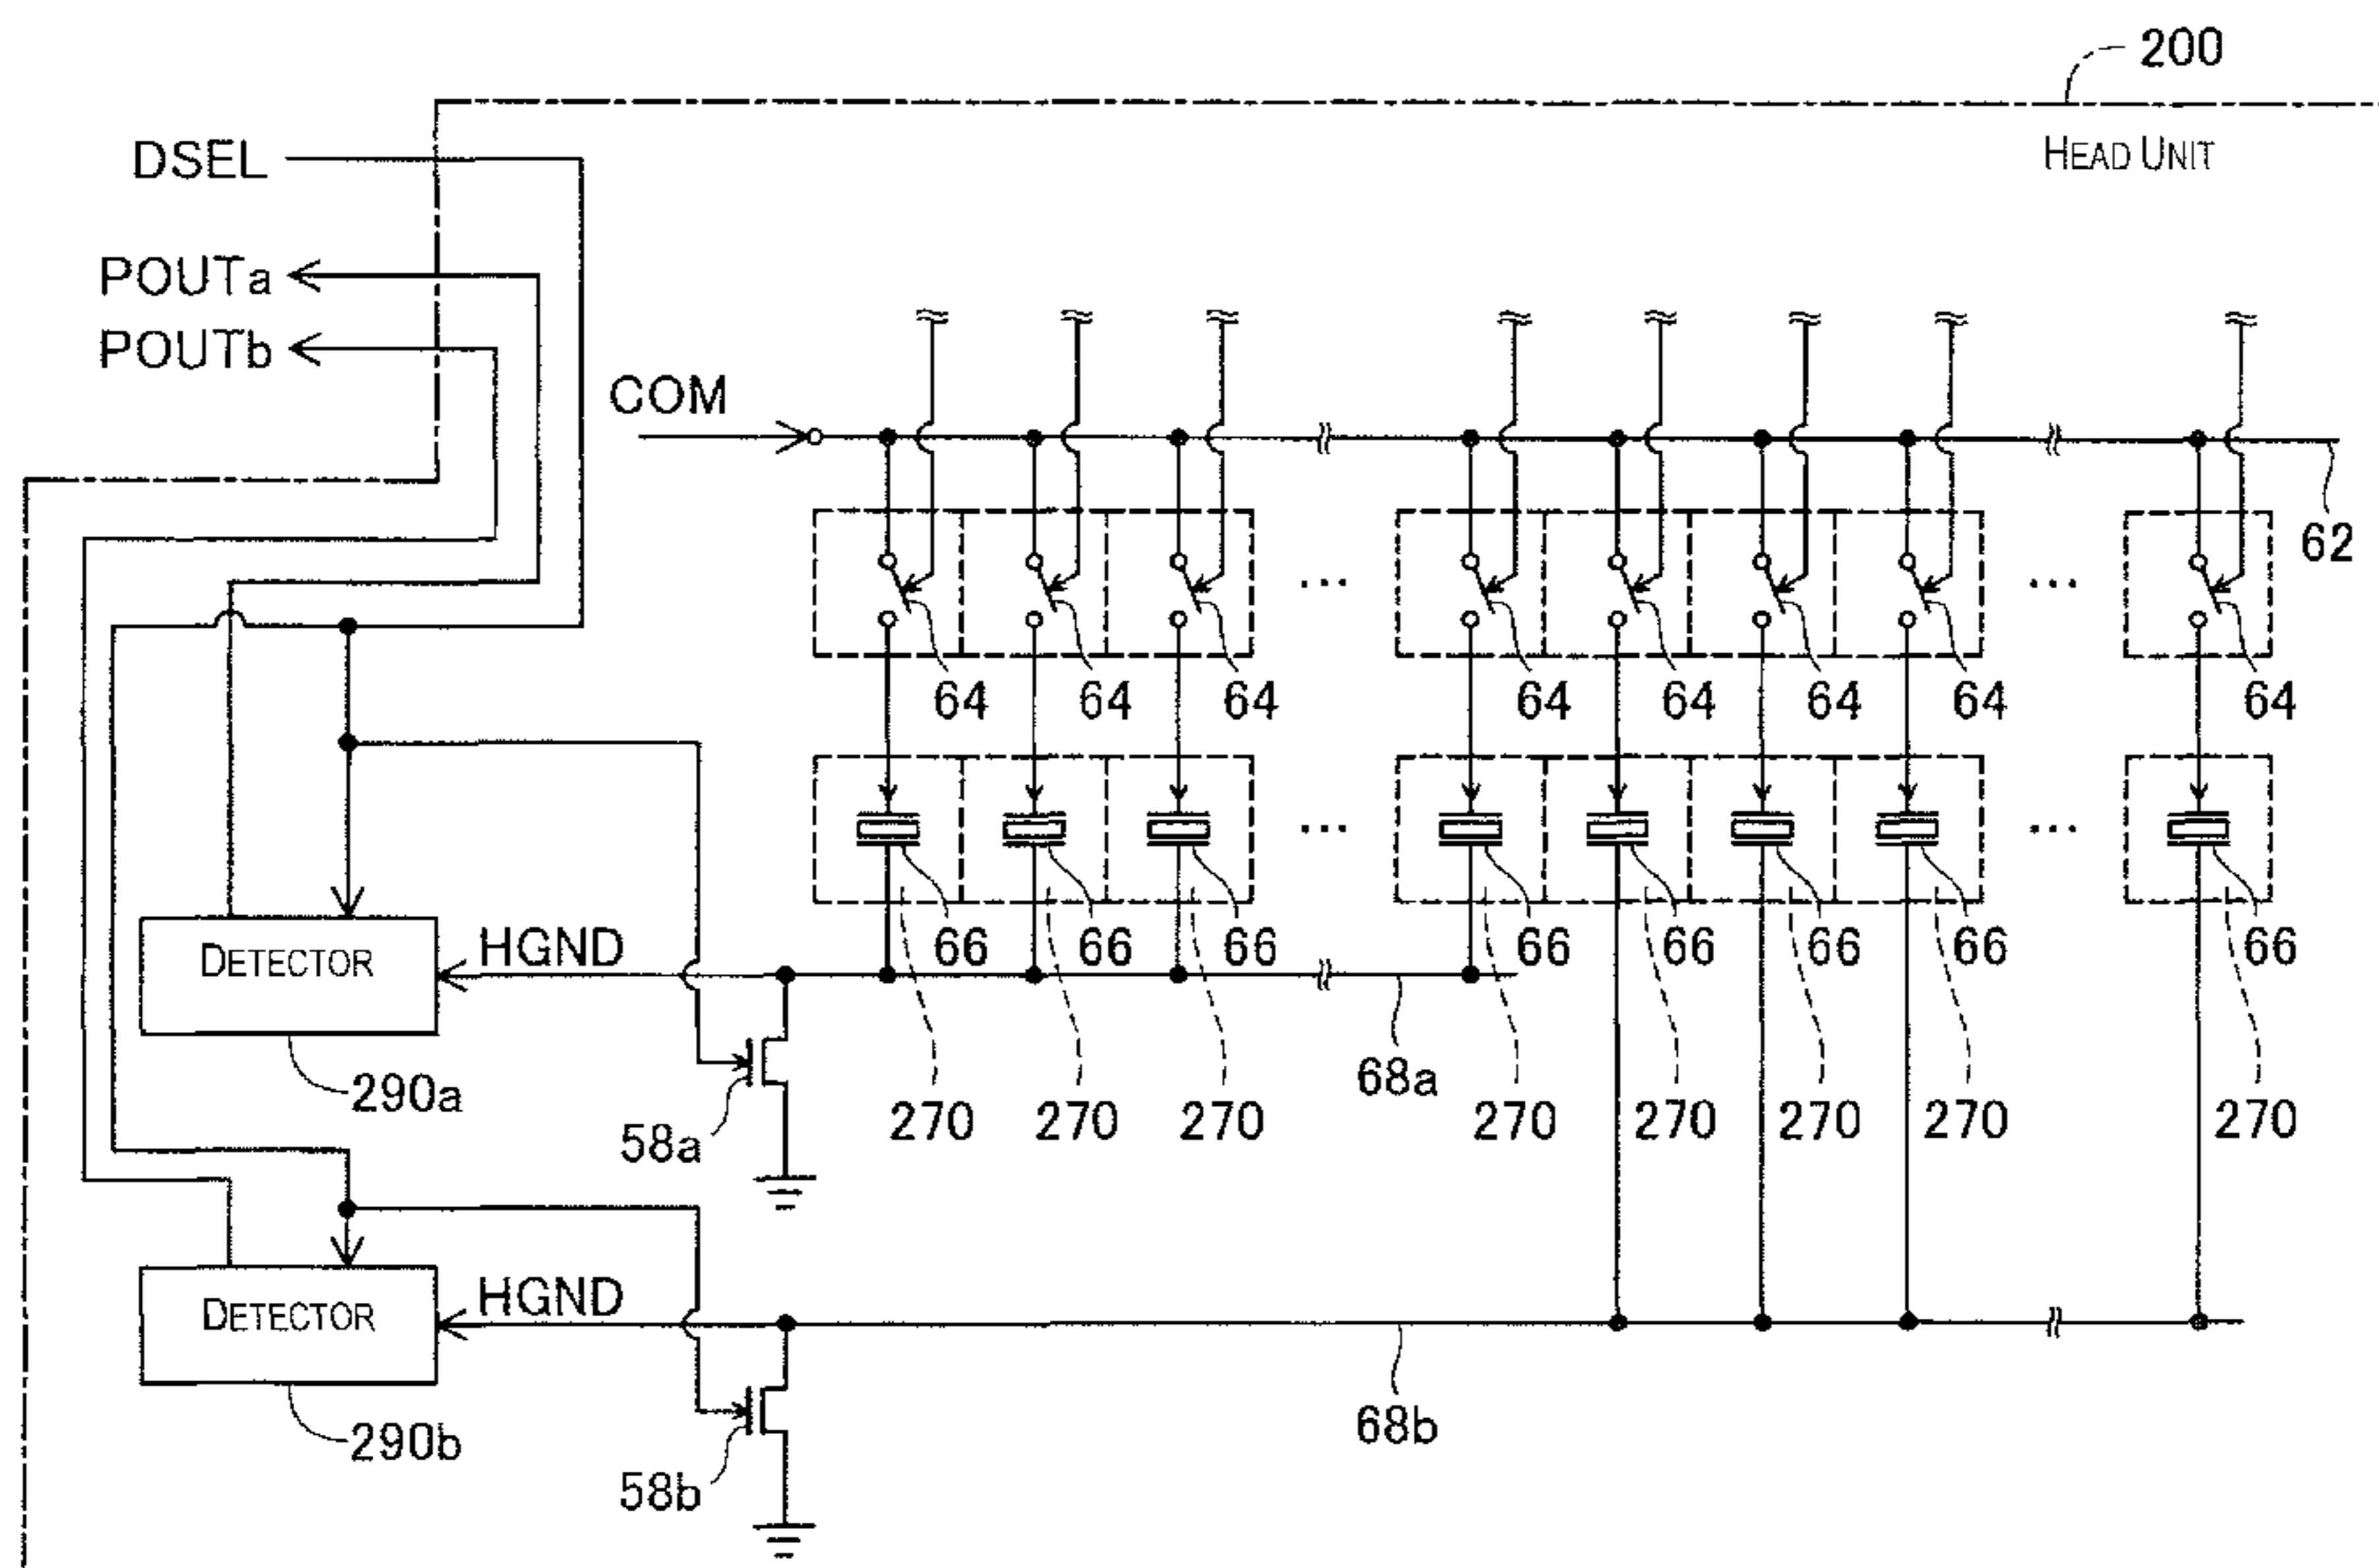 200
HEAD UNIT
DSEL
POUTa
POUTb
COM
62
... ...
64 64 64 64 64 64 64 64
... ...
DETECTOR HGND 66 66 66 66 66 66 66 66
290a 68a
58a 270 270 270 270 270 270 270 270
DETECTOR HGND
290b 68b
58b